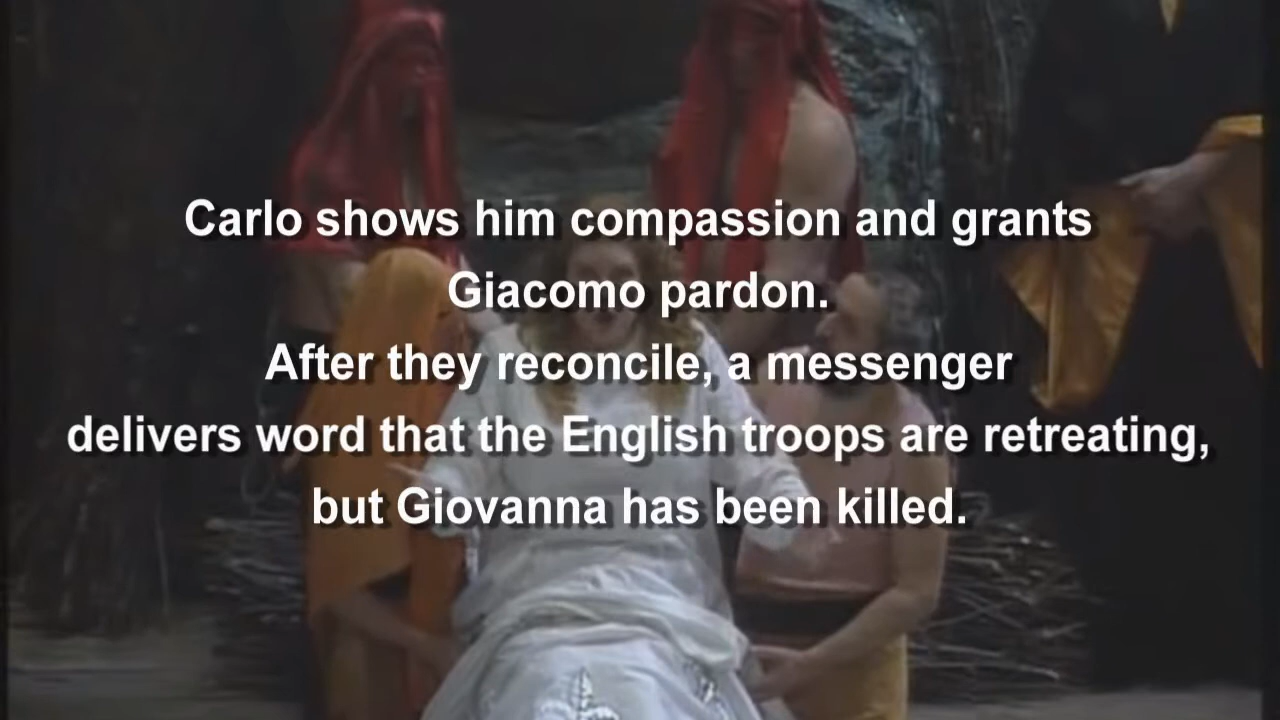 Carlo shows him compassion and grants
Giacomo pardon.
After they reconcile, a messenger
delivers word that the English troops are retreating,
but Giovanna has been killed.